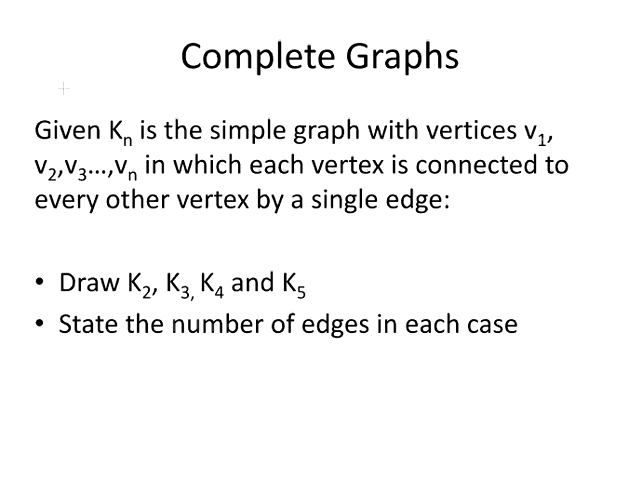 Complete Graphs
Given Kₙ is the simple graph with vertices v₁,
v₂,v₃…,vₙ in which each vertex is connected to
every other vertex by a single edge:
• Draw K₂, K₃, K₄ and K₅
• State the number of edges in each case